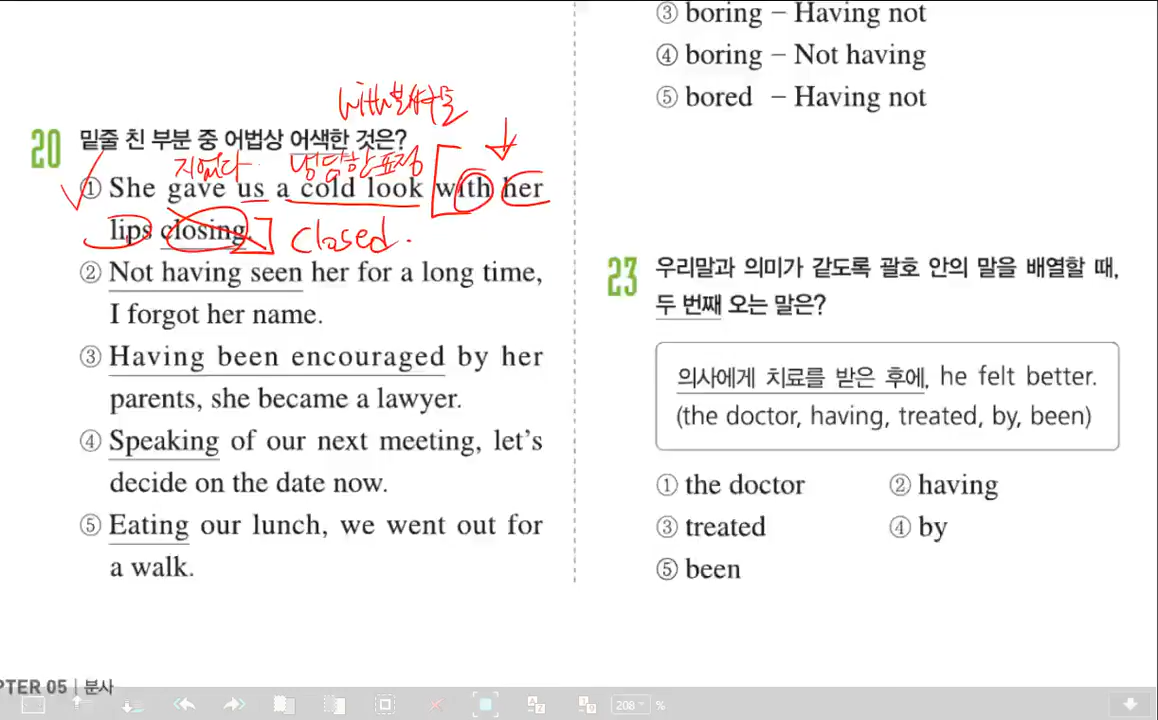 ③ boring – Having not
④ boring – Not having
⑤ bored – Having not
with분사구문
20 밑줄 친 부분 중 어법상 어색한 것은?
냉담한 표정
① She gave us a cold look with her
lips closing.
closed.
② Not having seen her for a long time,
I forgot her name.
③ Having been encouraged by her
parents, she became a lawyer.
④ Speaking of our next meeting, let's
decide on the date now.
⑤ Eating our lunch, we went out for
a walk.
23 우리말과 의미가 같도록 괄호 안의 말을 배열할 때,
두 번째 오는 말은?
의사에게 치료를 받은 후에, he felt better.
(the doctor, having, treated, by, been)
① the doctor ② having
③ treated ④ by
⑤ been
PTER 05 | 분사
208 %